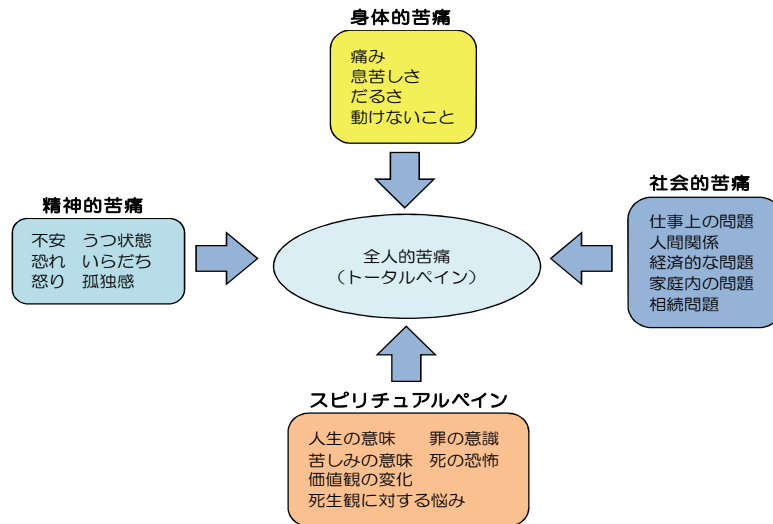 身体的苦痛
痛み
息苦しさ
だるさ
動けないこと
精神的苦痛
不安　うつ状態
恐れ　いらだち
怒り　孤独感
全人的苦痛
（トータルペイン）
社会的苦痛
仕事上の問題
人間関係
経済的な問題
家庭内の問題
相続問題
スピリチュアルペイン
人生の意味　罪の意識
苦しみの意味　死の恐怖
価値観の変化
死生観に対する悩み